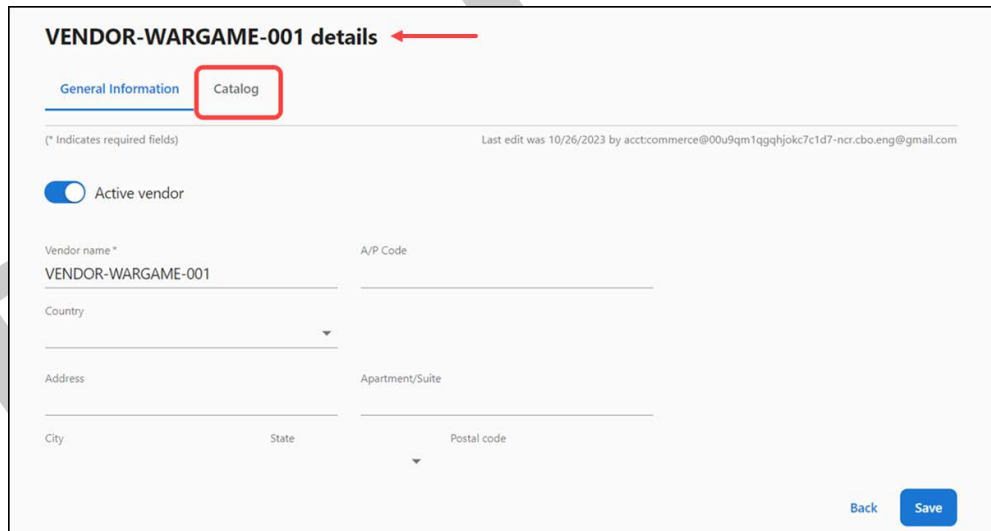 VENDOR-WARGAME-001 details
General Information Catalog
(* Indicates required fields) Last edit was 10/26/2023 by acct:commerce@00u9qm1qgqhjokc7c1d7-ncr.cbo.eng@gmail.com
Active vendor
Vendor name * A/P Code
VENDOR-WARGAME-001
Country
Address Apartment/Suite
City State Postal code
Back Save